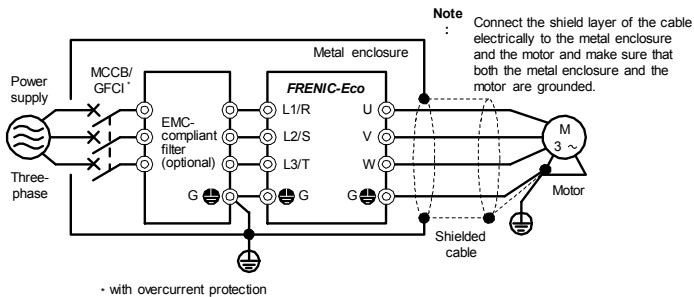 Note
:
Connect the shield layer of the cable
electrically to the metal enclosure
and the motor and make sure that
both the metal enclosure and the
motor are grounded.
Metal enclosure
Power
supply
MCCB/
GFCI *
FRENIC-Eco
EMC-
compliant
filter
(optional)
L1/R
L2/S
L3/T
G
G
U
V
W
G
M
3 ~
Three-
phase
Motor
Shielded
cable
* with overcurrent protection